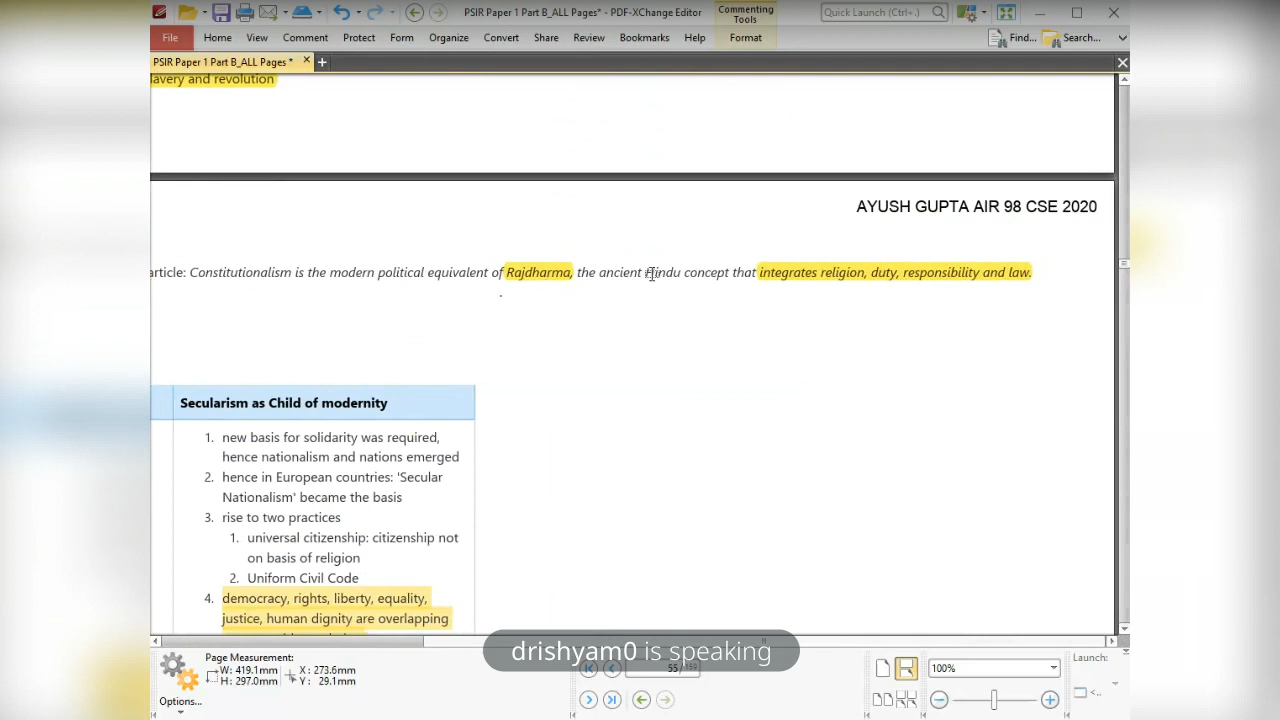 PSIR Paper 1 Part B_ALL Pages* - PDF-XChange Editor
Commenting Tools
Quick Launch (Ctrl+.)
File Home View Comment Protect Form Organize Convert Share Review Bookmarks Help Format
Find... Search...
PSIR Paper 1 Part B_ALL Pages *
lavery and revolution
AYUSH GUPTA AIR 98 CSE 2020
article: Constitutionalism is the modern political equivalent of Rajdharma, the ancient Hindu oncept that integrates religion, duty, responsibility and law.
.
Secularism as Child of modernity
1. new basis for solidarity was required,
hence nationalism and nations emerged
2. hence in European countries: 'Secular
Nationalism' became the basis
3. rise to two practices
1. universal citizenship: citizenship not
on basis of religion
2. Uniform Civil Code
4. democracy, rights, liberty, equality,
justice, human dignity are overlapping
drishyam0 is speaking
Page Measurement:
W: 419.1mm
H: 297.0mm
X: 273.6mm
Y: 29.1mm
Options...
55
100%
Launch: